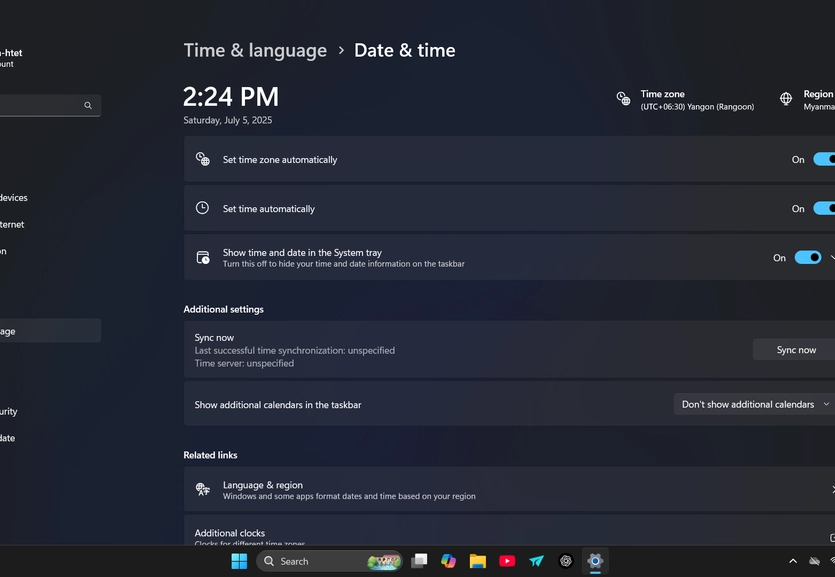 -htet
ount
Time & language > Date & time
2:24 PM
Saturday, July 5, 2025
Time zone
(UTC+06:30) Yangon (Rangoon)
Region
Myanma
Set time zone automatically
On
Set time automatically
On
Show time and date in the System tray
Turn this off to hide your time and date information on the taskbar
On
devices
ternet
on
age
urity
date
Additional settings
Sync now
Last successful time synchronization: unspecified
Time server: unspecified
Sync now
Show additional calendars in the taskbar
Don't show additional calendars
Related links
Language & region
Windows and some apps format dates and time based on your region
Additional clocks
Clocks for different time zones
Search